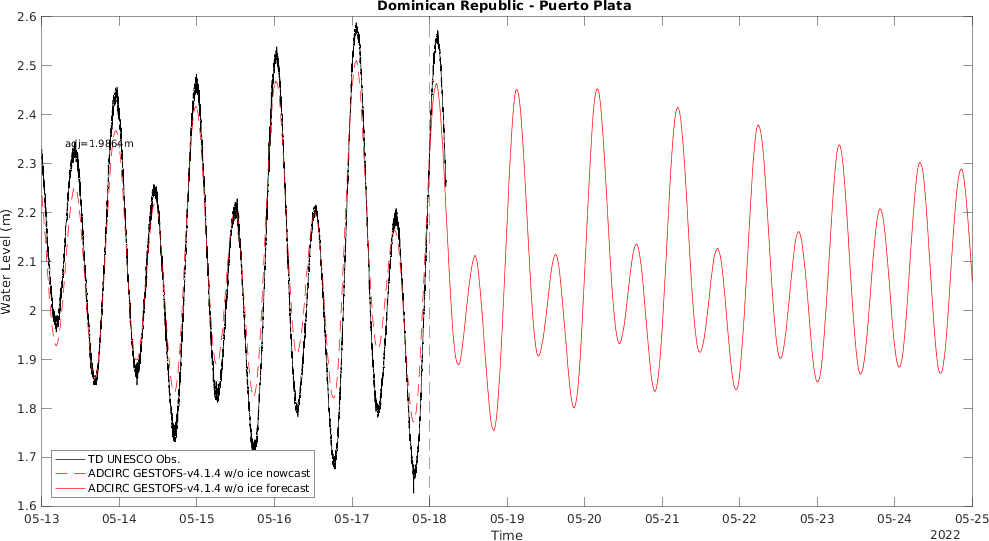 Dominican Republic - Puerto Plata
2.6
2.5
2.4
2.3
2.2
2.1
2
1.9
1.8
1.7
1.6
Water Level (m)
adj=1.9864m
TD UNESCO Obs.
ADCIRC GESTOFS-v4.1.4 w/o ice nowcast
ADCIRC GESTOFS-v4.1.4 w/o ice forecast
05-13 05-14 05-15 05-16 05-17 05-18 05-19 05-20 05-21 05-22 05-23 05-24 05-25
Time
2022